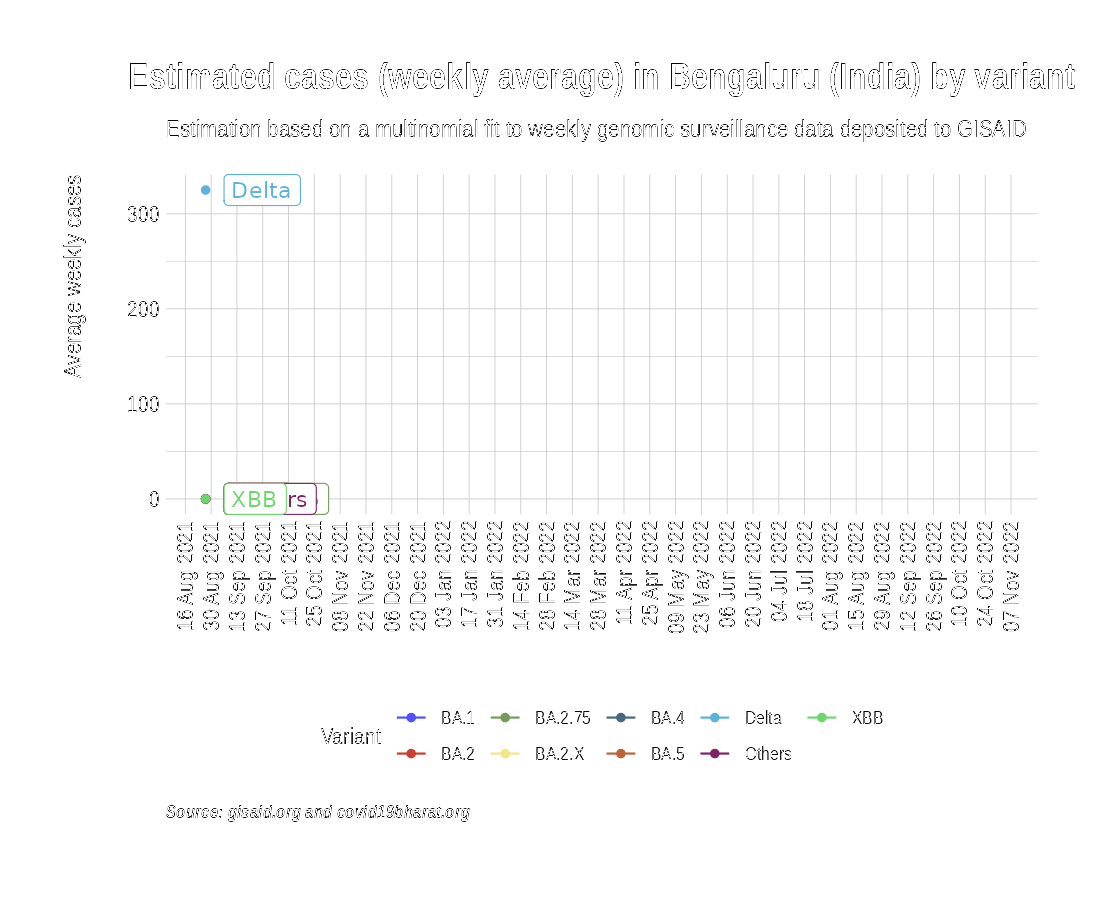 Estimated cases (weekly average) in Bengaluru (India) by variant
Estimation based on a multinomial fit to weekly genomic surveillance data deposited to GISAID
Average weekly cases
300
200
100
0
Delta
XBB
rs
16 Aug 2021
30 Aug 2021
13 Sep 2021
27 Sep 2021
11 Oct 2021
25 Oct 2021
08 Nov 2021
22 Nov 2021
06 Dec 2021
20 Dec 2021
03 Jan 2022
17 Jan 2022
31 Jan 2022
14 Feb 2022
28 Feb 2022
14 Mar 2022
28 Mar 2022
11 Apr 2022
25 Apr 2022
09 May 2022
23 May 2022
06 Jun 2022
20 Jun 2022
04 Jul 2022
18 Jul 2022
01 Aug 2022
15 Aug 2022
29 Aug 2022
12 Sep 2022
26 Sep 2022
10 Oct 2022
24 Oct 2022
07 Nov 2022
Variant
BA.1 BA.2.75 BA.4 Delta XBB
BA.2 BA.2.X BA.5 Others
Source: gisaid.org and covid19bharat.org